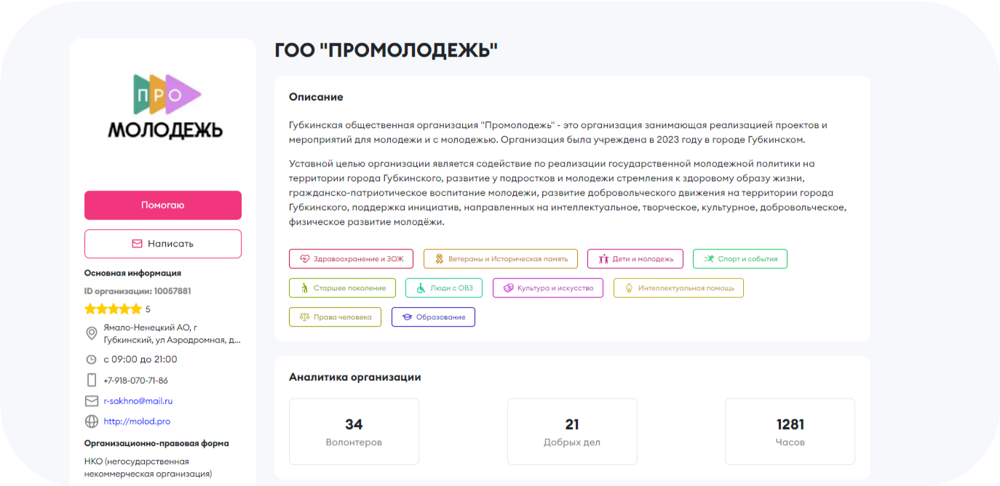 ПРО
МОЛОДЕЖЬ
Помогаю
Написать
Основная информация
ID организации: 10057881
5
Ямало-Ненецкий АО, г
Губкинский, ул Аэродромная, д...
с 09:00 до 21:00
+7-918-070-71-86
r-sakhno@mail.ru
http://molod.pro
Организационно-правовая форма
НКО (негосударственная
некоммерческая организация)
ГОО "ПРОМОЛОДЕЖЬ"
Описание
Губкинская общественная организация "Промолодежь" - это организация занимающая реализацией проектов и
мероприятий для молодежи и с молодежью. Организация была учреждена в 2023 году в городе Губкинском.
Уставной целью организации является содействие по реализации государственной молодежной политики на
территории города Губкинского, развитие у подростков и молодежи стремления к здоровому образу жизни,
гражданско-патриотическое воспитание молодежи, развитие добровольческого движения на территории города
Губкинского, поддержка инициатив, направленных на интеллектуальное, творческое, культурное, добровольческое,
физическое развитие молодёжи.
Здравоохранение и ЗОЖ
Ветераны и Историческая память
Дети и молодежь
Спорт и события
Старшее поколение
Люди с ОВЗ
Культура и искусство
Интеллектуальная помощь
Права человека
Образование
Аналитика организации
34
Волонтеров
21
Добрых дел
1281
Часов